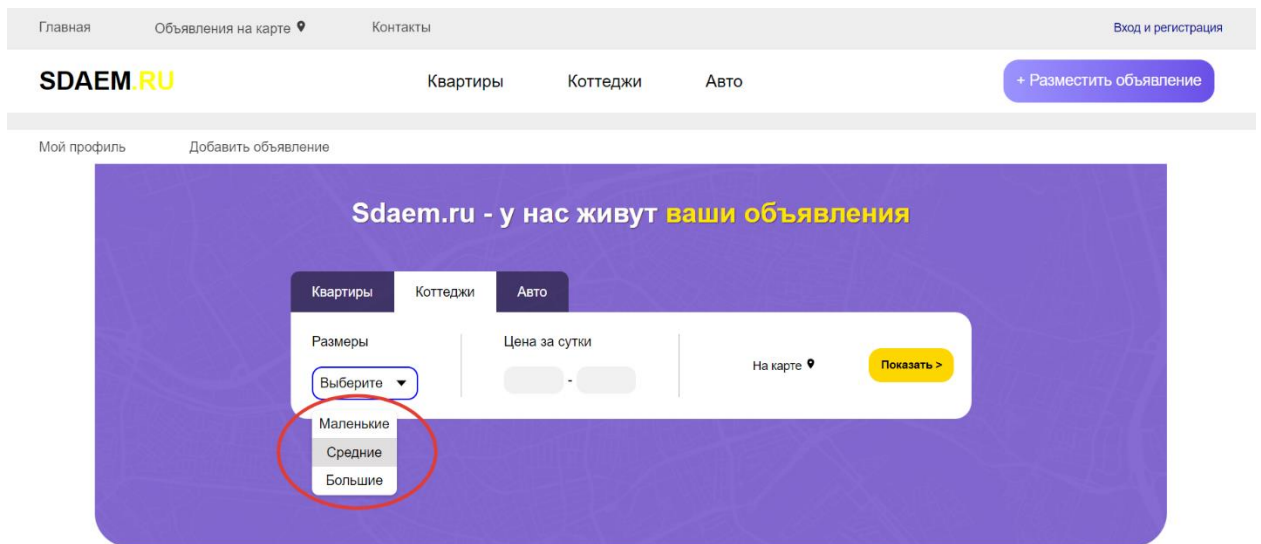 Главная Объявления на карте Контакты Вход и регистрация
SDAEM.RU Квартиры Коттеджи Авто + Разместить объявление
Мой профиль Добавить объявление
Sdaem.ru - у нас живут ваши объявления
Квартиры Коттеджи Авто
Размеры Цена за сутки
На карте Показать >
Выберите -
Маленькие
Средние
Большие